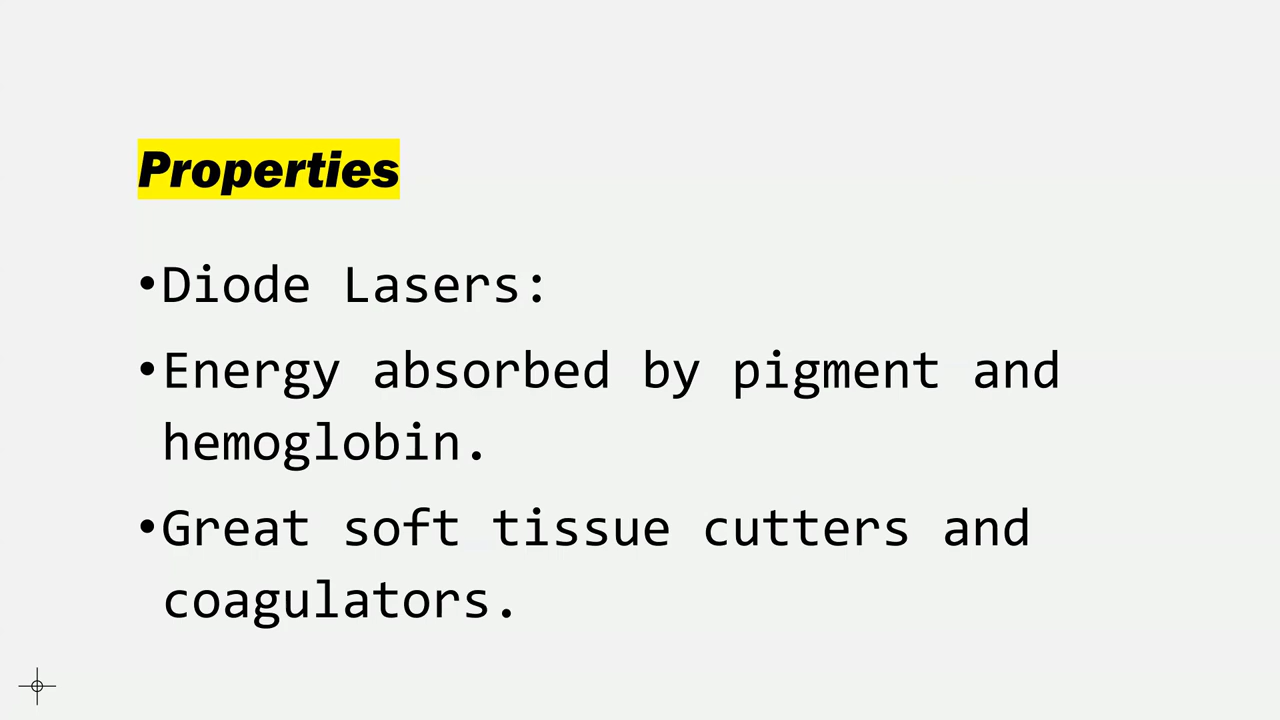 Properties
•Diode Lasers:
•Energy absorbed by pigment and
hemoglobin.
•Great soft tissue cutters and
coagulators.